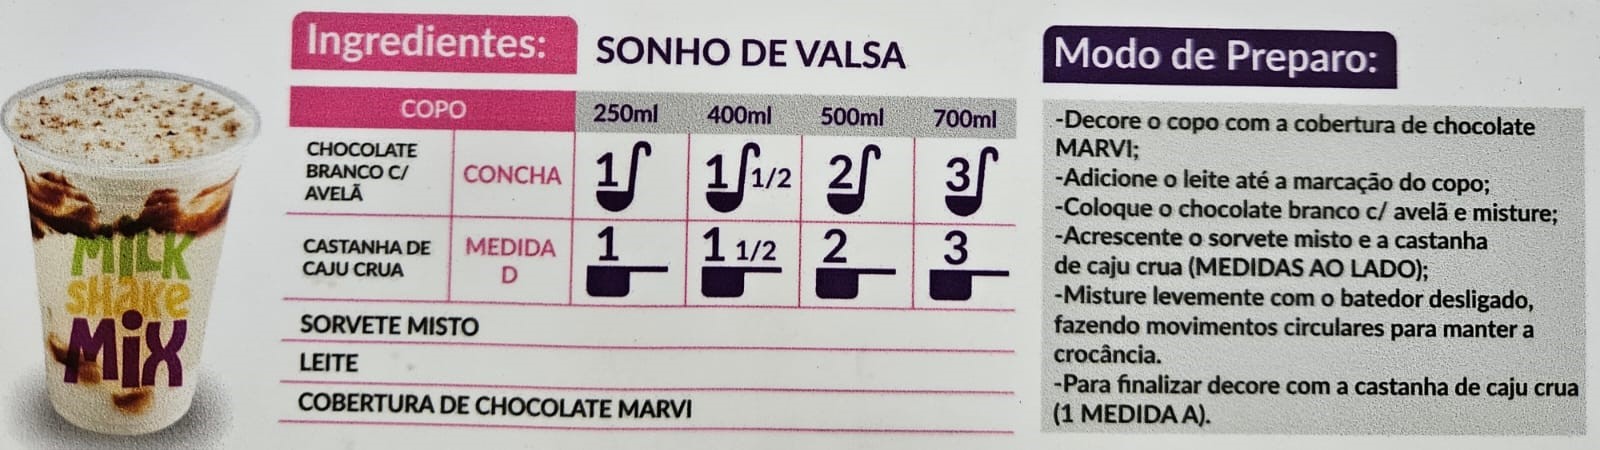 MILK
SHAKE
MiX
Ingredientes:
SONHO DE VALSA
COPO 250ml 400ml 500ml 700ml
CHOCOLATE
BRANCO C/
AVELÃ
CONCHA 1 1 1/2 2 3
CASTANHA DE
CAJU CRUA
MEDIDA
D
1 1 1/2 2 3
SORVETE MISTO
LEITE
COBERTURA DE CHOCOLATE MARVI
Modo de Preparo:
-Decore o copo com a cobertura de chocolate
MARVI;
-Adicione o leite até a marcação do copo;
-Coloque o chocolate branco c/ avelã e misture;
-Acrescente o sorvete misto e a castanha
de caju crua (MEDIDAS AO LADO);
-Misture levemente com o batedor desligado,
fazendo movimentos circulares para manter a
crocância.
-Para finalizar decore com a castanha de caju crua
(1 MEDIDA A).